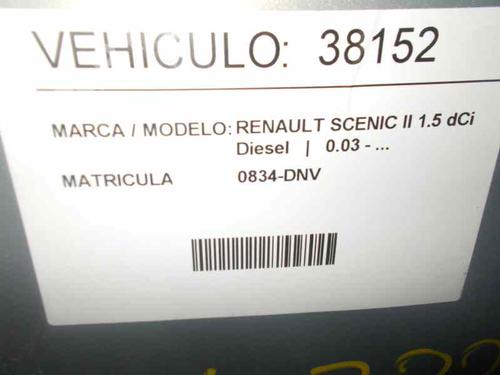 VEHICULO: 38152
MARCA / MODELO: RENAULT SCENIC II 1.5 dCi
Diesel | 0.03 - ...
MATRICULA 0834-DNV